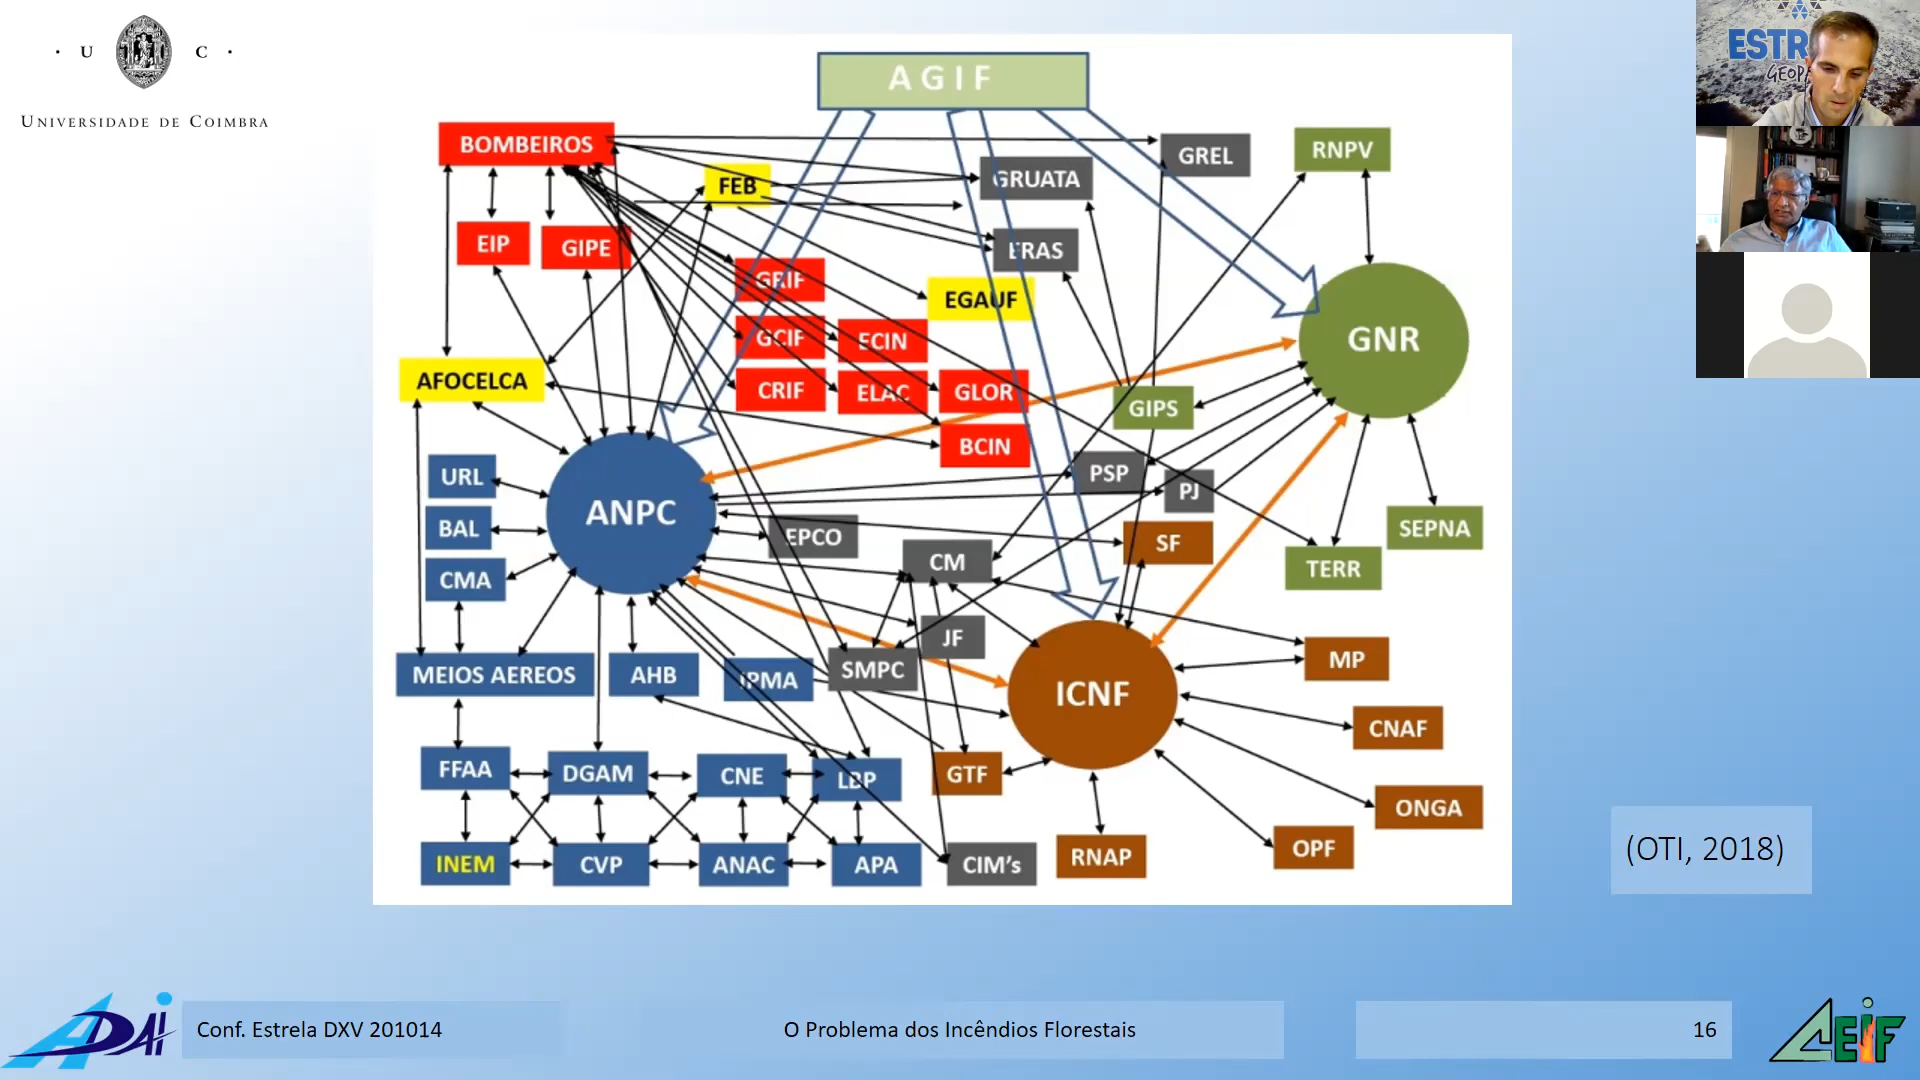 · U C ·
UNIVERSIDADE DE COIMBRA
AGIF
BOMBEIROS
GREL
RNPV
FEB
GRUATA
EIP
GIPE
ERAS
GRIF
EGAUF
GCIF
ECIN
GNR
AFOCELCA
CRIF
ELAC
GLOR
GIPS
BCIN
URL
PSP
PJ
ANPC
BAL
EPCO
SF
SEPNA
CMA
CM
TERR
JF
MEIOS AEREOS
AHB
IPMA
SMPC
MP
ICNF
CNAF
FFAA
DGAM
CNE
LBP
GTF
ONGA
INEM
CVP
ANAC
APA
CIM's
RNAP
OPF
(OTI, 2018)
ADAI
Conf. Estrela DXV 201014
O Problema dos Incêndios Florestais
16
AEIF